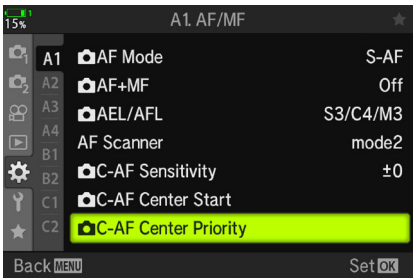 15%
A1. AF/MF
1
A1 AF Mode S-AF
2
A2 AF+MF Off
A3 AEL/AFL S3/C4/M3
A4 AF Scanner mode2
B1
B2 C-AF Sensitivity ±0
C1 C-AF Center Start
C2 C-AF Center Priority
Back MENU Set OK